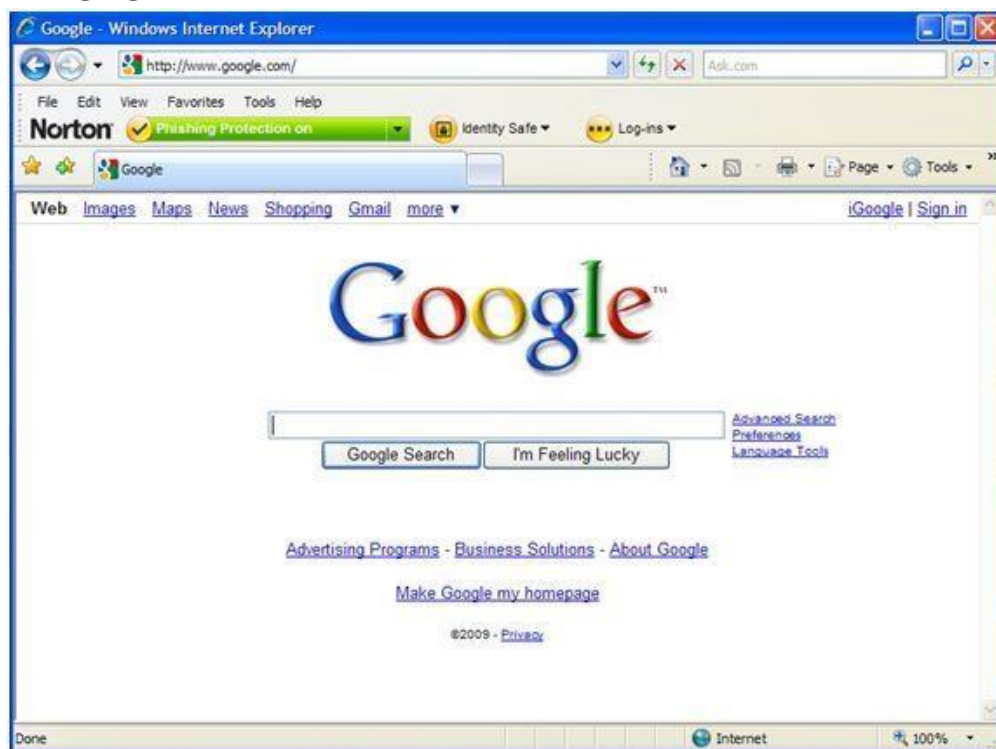 Google - Windows Internet Explorer
http://www.google.com/ Ask.com
File Edit View Favorites Tools Help
Norton Phishing Protection on Identity Safe Log-ins
Google Page Tools
Web Images Maps News Shopping Gmail more iGoogle | Sign in
Google TM
Advanced Search
Preferences
Language Tools
Google Search I'm Feeling Lucky
Advertising Programs - Business Solutions - About Google
Make Google my homepage
©2009 - Privacy
Done Internet 100%